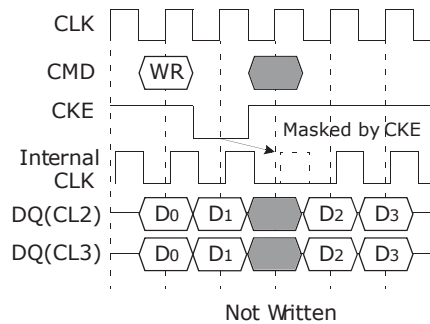 CLK
CMD WR
CKE
Masked by CKE
Internal
CLK
DQ(CL2) D0 D1 D2 D3
DQ(CL3) D0 D1 D2 D3
Not Written